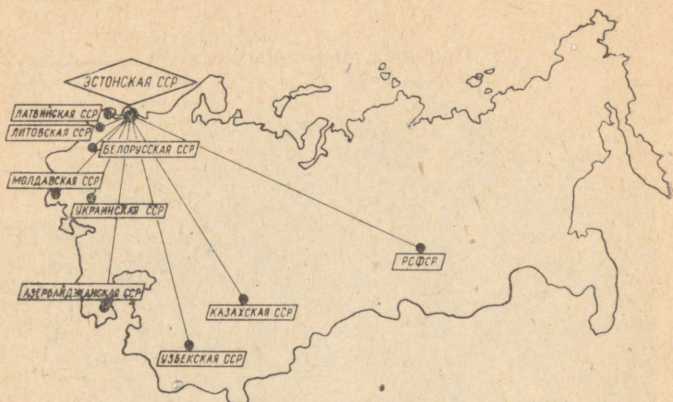 ЭСТОНСКАЯ ССР
ЛАТВИЙСКАЯ ССР
ЛИТОВСКАЯ ССР
БЕЛОРУССКАЯ ССР
МОЛДАВСКАЯ ССР
УКРАИНСКАЯ ССР
РСФСР
АЗЕРБАЙДЖАНСКАЯ ССР
КАЗАХСКАЯ ССР
УЗБЕКСКАЯ ССР